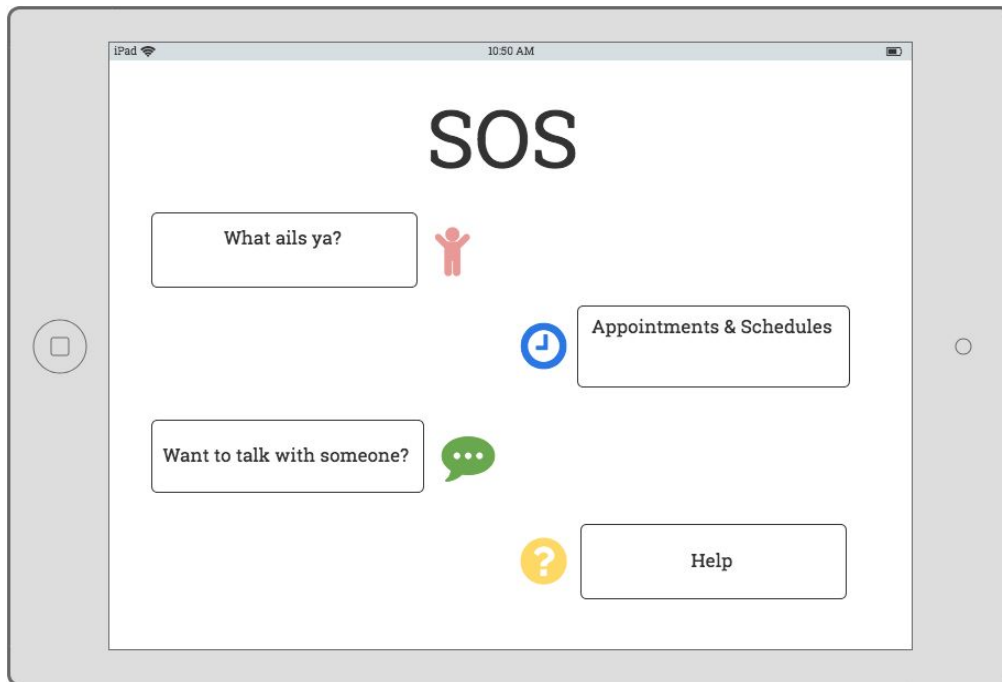 iPad
10:50 AM
SOS
What ails ya?
Appointments & Schedules
Want to talk with someone?
?
Help